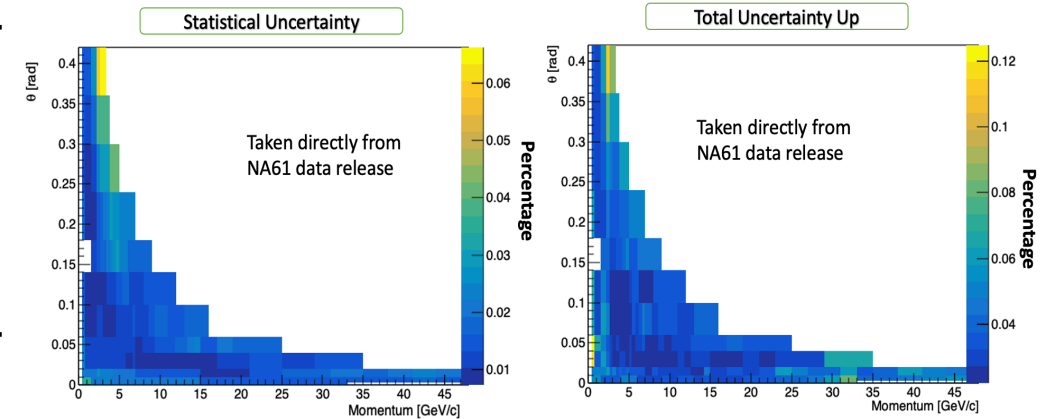 Statistical Uncertainty
θ [rad]
0.4
0.35
0.3
0.25
0.2
0.15
0.1
0.05
0
0 5 10 15 20 25 30 35 40 45
Momentum [GeV/c]
Taken directly from
NA61 data release
0.06
0.05
0.04
0.03
0.02
0.01
Percentage
Total Uncertainty Up
θ [rad]
0.4
0.35
0.3
0.25
0.2
0.15
0.1
0.05
0
0 5 10 15 20 25 30 35 40 45
Momentum [GeV/c]
Taken directly from
NA61 data release
0.12
0.1
0.08
0.06
0.04
Percentage